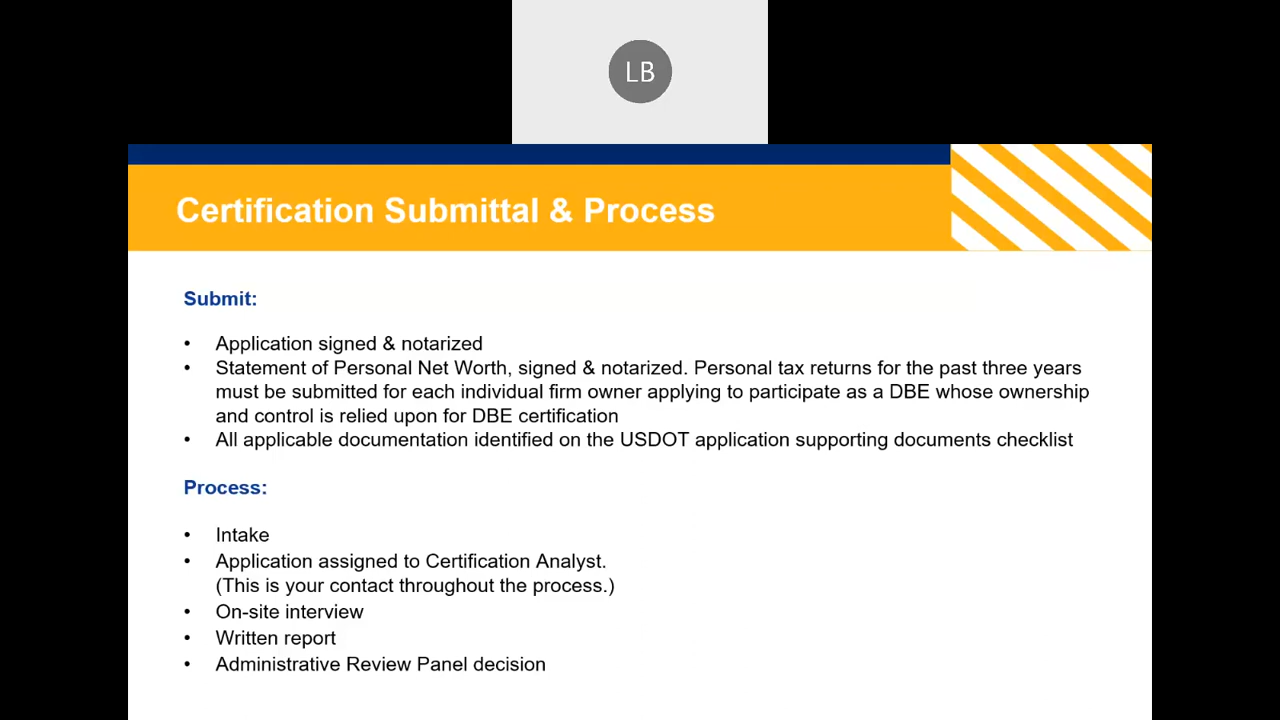 LB
Certification Submittal & Process
Submit:
• Application signed & notarized
• Statement of Personal Net Worth, signed & notarized. Personal tax returns for the past three years
must be submitted for each individual firm owner applying to participate as a DBE whose ownership
and control is relied upon for DBE certification
• All applicable documentation identified on the USDOT application supporting documents checklist
Process:
• Intake
• Application assigned to Certification Analyst.
(This is your contact throughout the process.)
• On-site interview
• Written report
• Administrative Review Panel decision